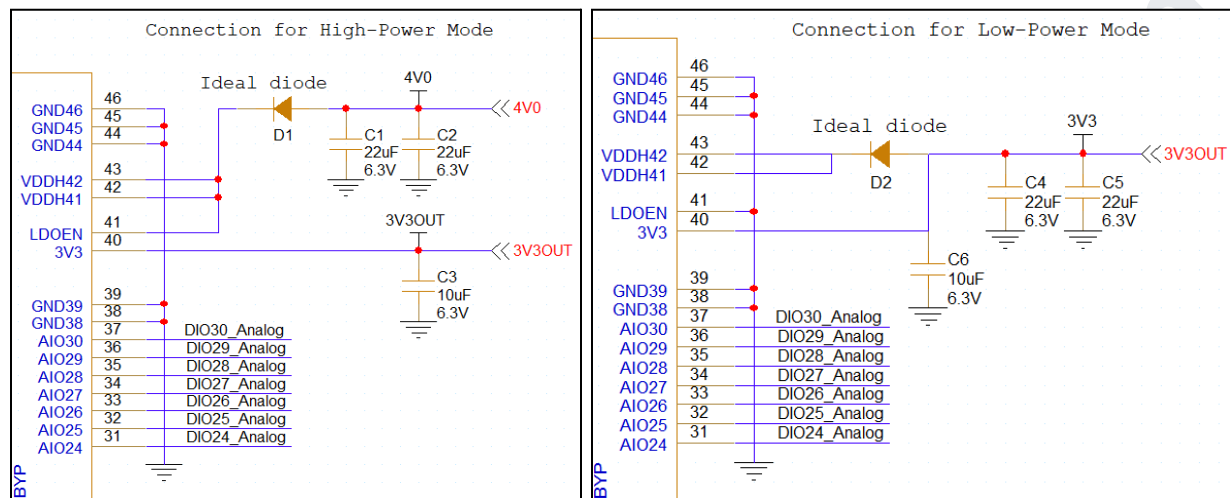 Connection for High-Power Mode
Ideal diode
4V0
4V0
D1
C1
22uF
6.3V
C2
22uF
6.3V
GND46 46
GND45 45
GND44 44
VDDH42 43
VDDH41 42
LDOEN 41
3V3 40
3V3OUT
3V3OUT
C3
10uF
6.3V
GND39 39
GND38 38
AIO30 37 DIO30_Analog
AIO29 36 DIO29_Analog
AIO28 35 DIO28_Analog
AIO27 34 DIO27_Analog
AIO26 33 DIO26_Analog
AIO25 32 DIO25_Analog
AIO24 31 DIO24_Analog
BYP
Connection for Low-Power Mode
Ideal diode
3V3
3V3OUT
D2
C4
22uF
6.3V
C5
22uF
6.3V
GND46 46
GND45 45
GND44 44
VDDH42 43
VDDH41 42
LDOEN 41
3V3 40
C6
10uF
6.3V
GND39 39
GND38 38
AIO30 37 DIO30_Analog
AIO29 36 DIO29_Analog
AIO28 35 DIO28_Analog
AIO27 34 DIO27_Analog
AIO26 33 DIO26_Analog
AIO25 32 DIO25_Analog
AIO24 31 DIO24_Analog
BYP